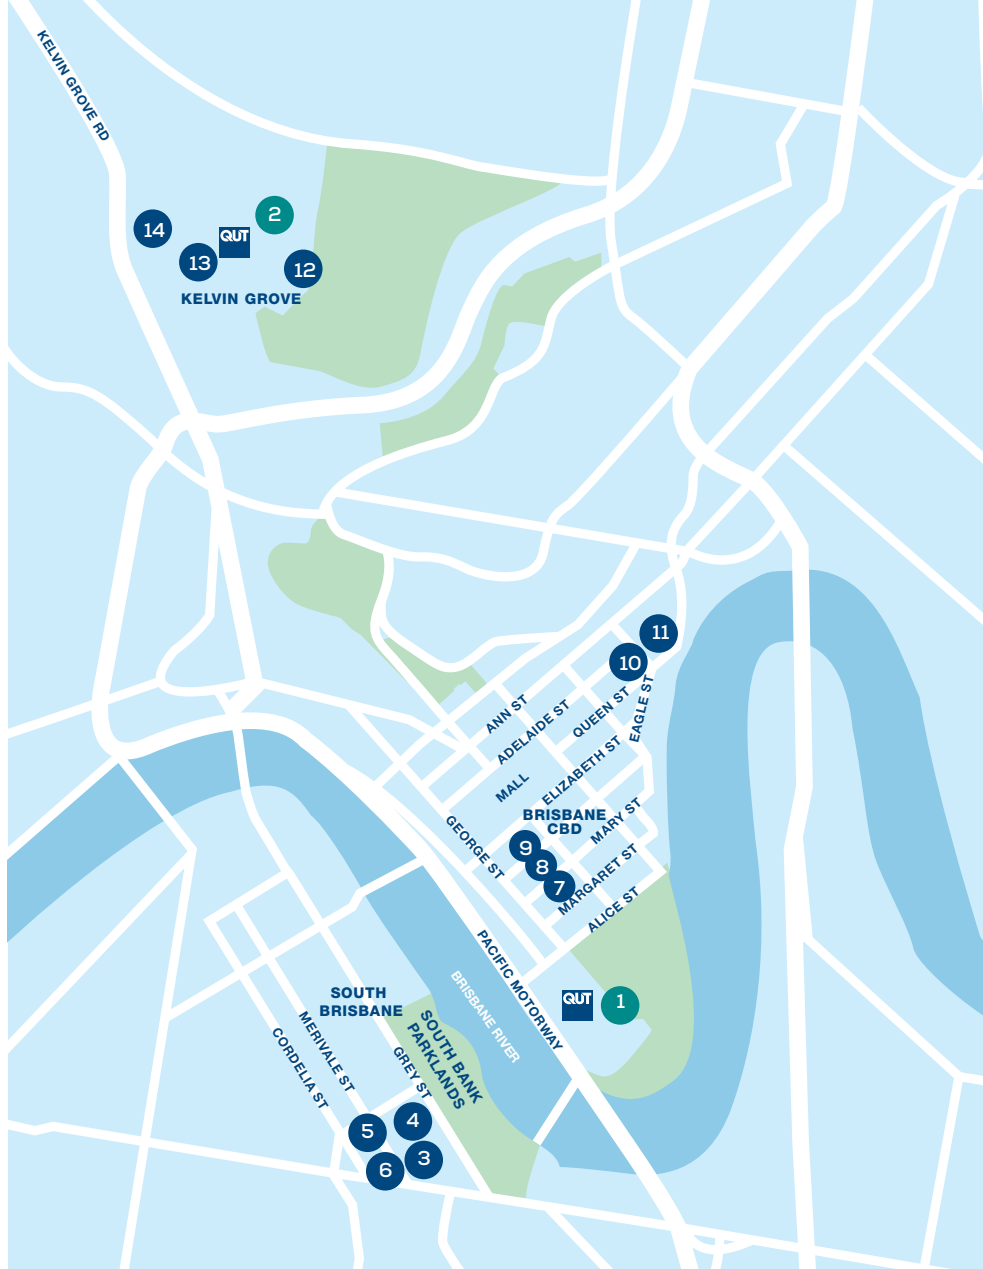 KELVIN GROVE RD
2
14
QUT
13
12
KELVIN GROVE
11
10
ANN ST
ADELAIDE ST
QUEEN ST
EAGLE ST
MALL
ELIZABETH ST
BRISBANE
CBD
GEORGE ST
MARY ST
9
8
7
MARGARET ST
ALICE ST
PACIFIC MOTORWAY
BRISBANE RIVER
QUT
1
SOUTH
BRISBANE
SOUTH BANK
PARKLANDS
MERIVALE ST
CORDELIA ST
GREY ST
4
5
3
6